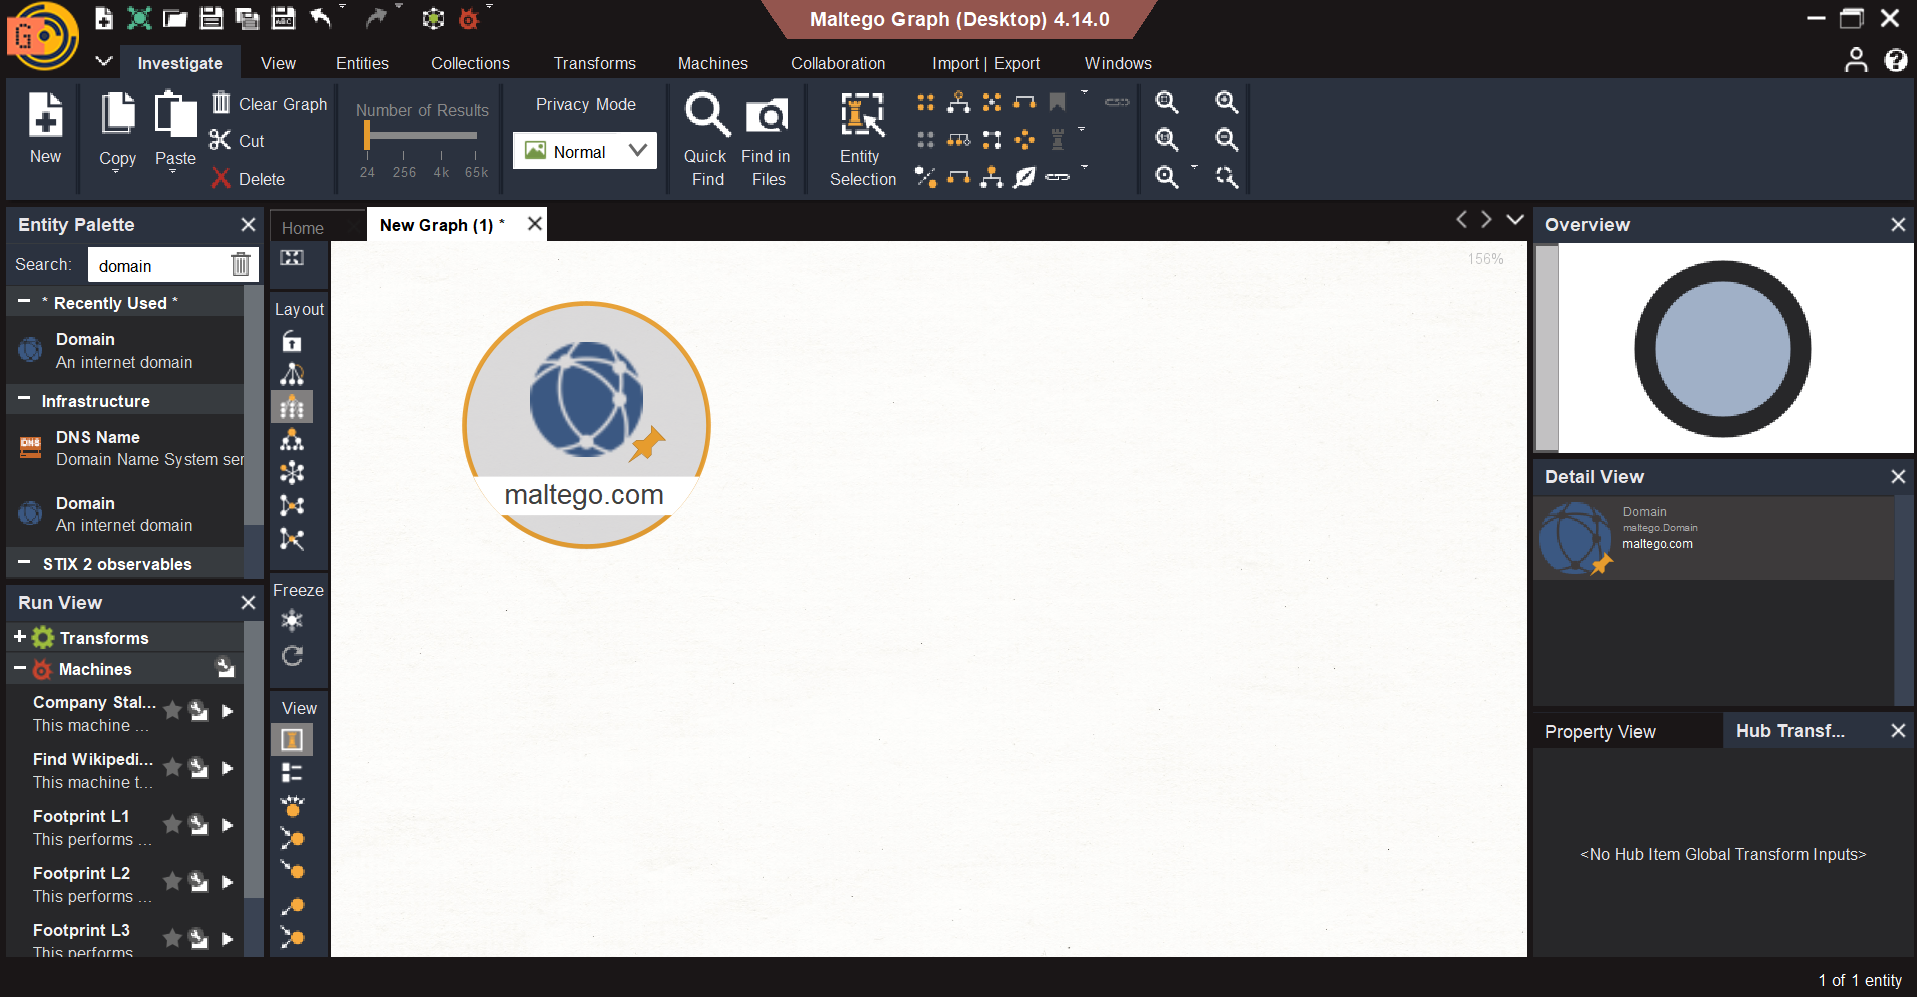 Maltego Graph (Desktop) 4.14.0
Investigate View Entities Collections Transforms Machines Collaboration Import | Export Windows
New
Copy
Paste
Clear Graph
Cut
Delete
Number of Results
24 256 4k 65k
Privacy Mode
Normal
Quick
Find
Find in
Files
Entity
Selection
Entity Palette
Search: domain
* Recently Used *
Domain
An internet domain
Infrastructure
DNS
DNS Name
Domain Name System ser
Domain
An internet domain
STIX 2 observables
Run View
Transforms
Machines
Company Stal...
This machine ...
Find Wikipedi...
This machine t...
Footprint L1
This performs ...
Footprint L2
This performs ...
Footprint L3
This performs
Home
New Graph (1) *
Layout
Freeze
View
156%
maltego.com
Overview
Detail View
Domain
maltego.Domain
maltego.com
Property View
Hub Transf...
<No Hub Item Global Transform Inputs>
1 of 1 entity